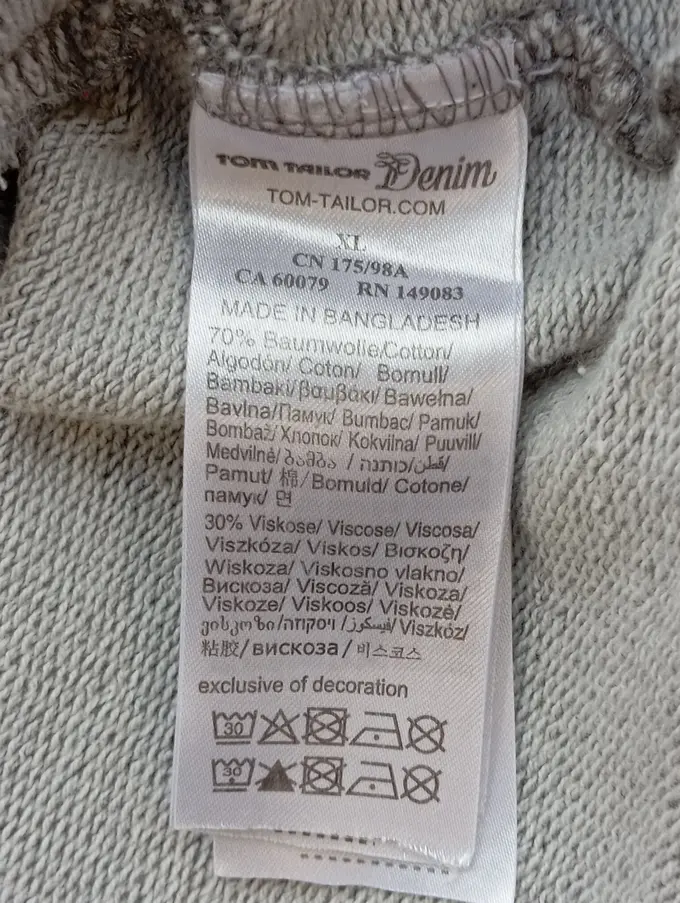 TOM TAILOR Denim
TOM-TAILOR.COM
XL
CN 175/98A
CA 60079 RN 149083
MADE IN BANGLADESH
70% Baumwolle/Cotton/
Algodón/ Coton/ Bomull/
Bambaki/βαμβάκι/ Bawełna/
Bavlna/Памук/ Bumbac/ Pamuk/
Bombaž/ Хлопок/ Kokvilna/ Puuvill/
Medvilnė/ ბამბა / כותנה/قطن/
Pamut/ 棉/ Bomuld/ Cotone/
памук/ 면
30% Viskose/ Viscose/ Viscosa/
Viszkóza/ Viskos/ Βισκοζη/
Wiskoza/ Viskosno vlakno/
Вискоза/ Viscoză/ Viskoza/
Viskoze/ Viskoos/ Viskozė/
ვისკოზი/ויסקוזה/فيسكوز/ Viszkóz/
粘胶/вискоза/비스코스
exclusive of decoration
30
30